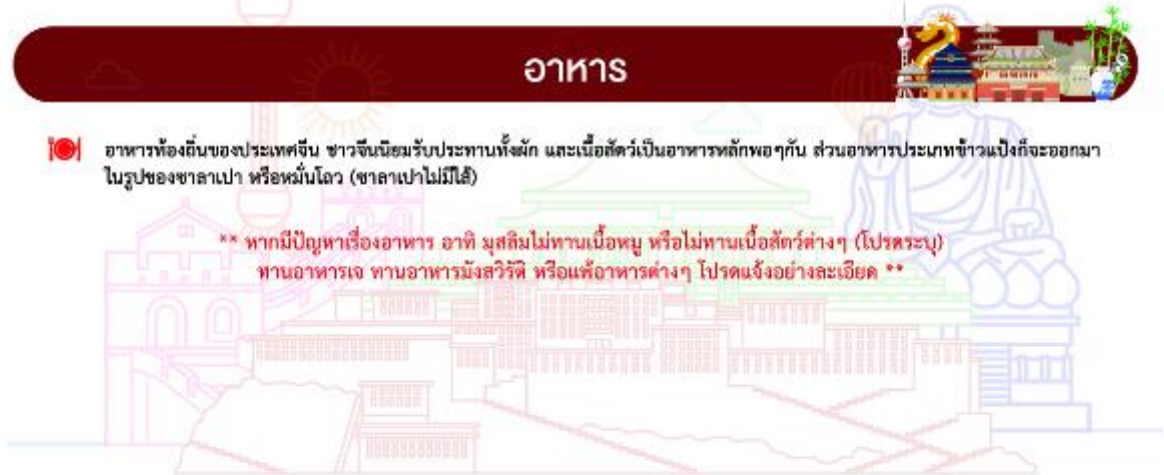 อาหาร
อาหารท้องถิ่นของประเทศจีน ชาวจีนนิยมรับประทานทั้งผัก และเนื้อสัตว์เป็นอาหารหลักพอๆกัน ส่วนอาหารประเภทข้าวแป้งก็จะออกมา
ในรูปของซาลาเปา หรือหมั่นโถว (ซาลาเปาไม่มีไส้)
** หากมีปัญหาเรื่องอาหาร อาทิ มุสลิมไม่ทานเนื้อหมู หรือไม่ทานเนื้อสัตว์ต่างๆ (โปรดระบุ)
ทานอาหารเจ ทานอาหารมังสวิรัติ หรือแพ้อาหารต่างๆ โปรดแจ้งอย่างละเอียด **